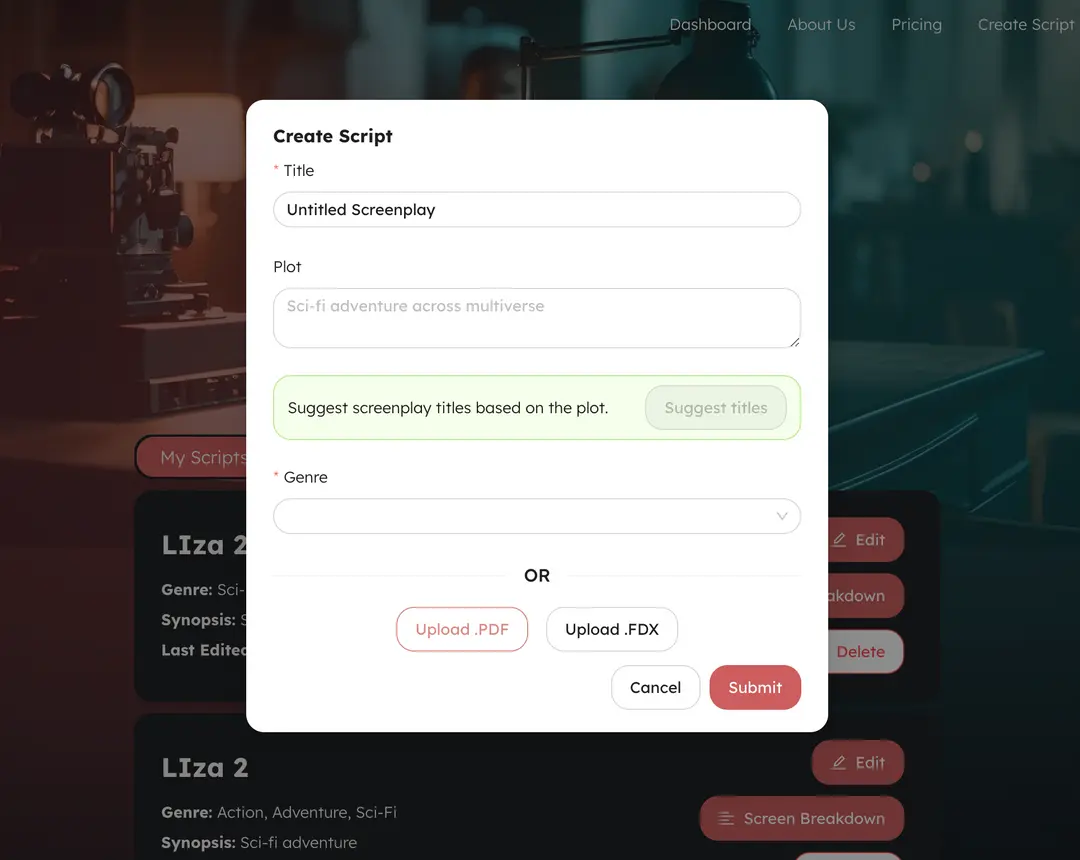 Dashboard About Us Pricing Create Script
Create Script
* Title
Untitled Screenplay
Plot
Sci-fi adventure across multiverse
Suggest screenplay titles based on the plot. Suggest titles
* Genre
OR
Upload .PDF Upload .FDX
Cancel Submit
My Scripts
LIza 2
Edit
Genre: Sci-
Synopsis:
Last Edited
Delete
LIza 2
Edit
Genre: Action, Adventure, Sci-Fi
Screen Breakdown
Synopsis: Sci-fi adventure